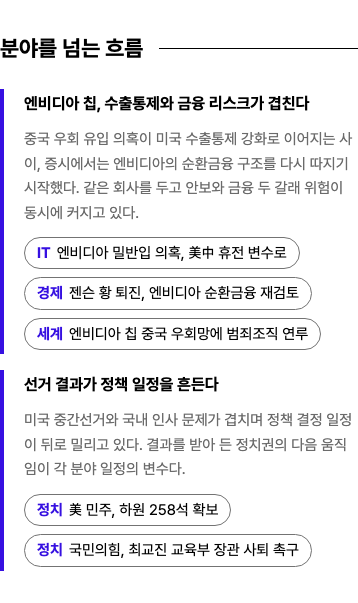 분야를 넘는 흐름
엔비디아 칩, 수출통제와 금융 리스크가 겹친다
중국 우회 유입 의혹이 미국 수출통제 강화로 이어지는 사
이, 증시에서는 엔비디아의 순환금융 구조를 다시 따지기
시작했다. 같은 회사를 두고 안보와 금융 두 갈래 위험이
동시에 커지고 있다.
IT 엔비디아 밀반입 의혹, 美中 휴전 변수로
경제 젠슨 황 퇴진, 엔비디아 순환금융 재검토
세계 엔비디아 칩 중국 우회망에 범죄조직 연루
선거 결과가 정책 일정을 흔든다
미국 중간선거와 국내 인사 문제가 겹치며 정책 결정 일정
이 뒤로 밀리고 있다. 결과를 받아 든 정치권의 다음 움직
임이 각 분야 일정의 변수다.
정치 美 민주, 하원 258석 확보
정치 국민의힘, 최교진 교육부 장관 사퇴 촉구